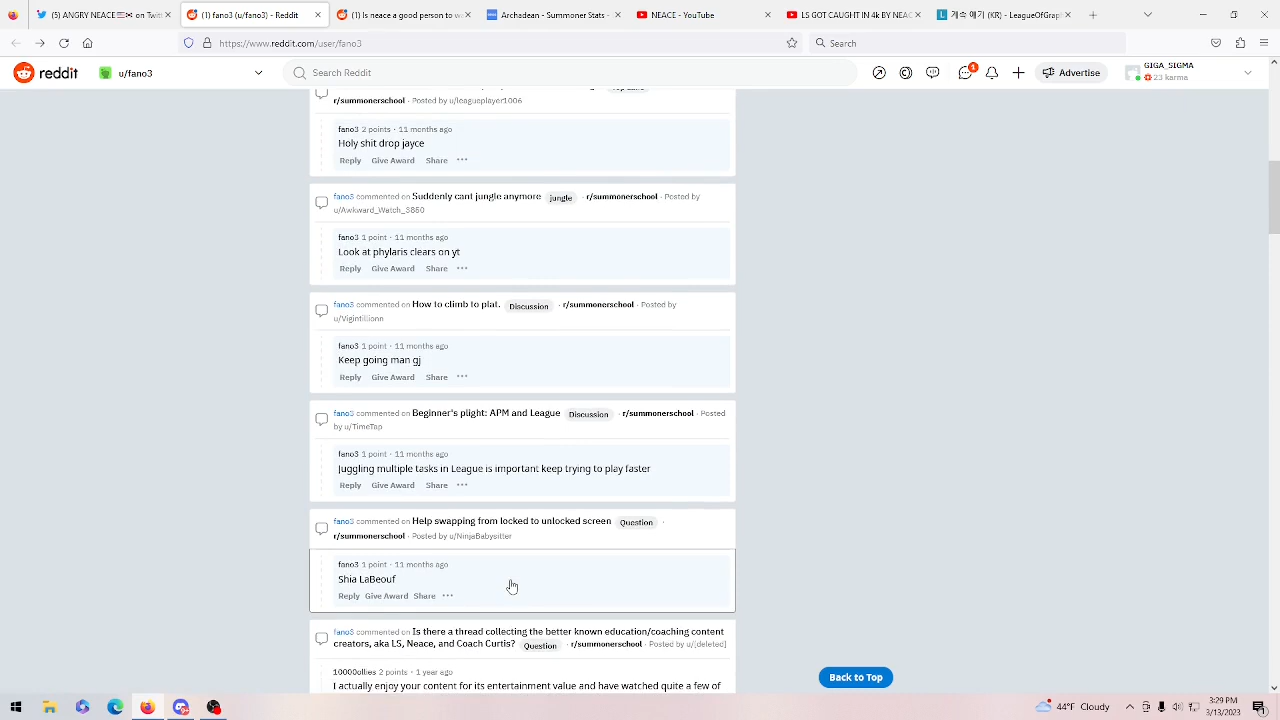 (5) ANGRY NEACE
on Twit
(1) fano3 (u/fano3) - Reddit
(1) Is neace a good person to w
Archsdean - Summoner Stats -
NEACE - YouTube
LS GOT CAUGHT IN 4K | NEAC
(KR) - LeagueOfGrap
https://www.reddit.com/user/fano3
Search
reddit
u/fano3
Search Reddit
1
Advertise
GIGA_SIGMA
23 karma
r/summonerschool · Posted by u/leagueplayer1006
fano3 2 points · 11 months ago
Holy shit drop jayce
Reply Give Award Share ···
fano3 commented on Suddenly cant jungle anymore jungle · r/summonerschool · Posted by
u/Awkward_Watch_3850
fano3 1 point · 11 months ago
Look at phylaris clears on yt
Reply Give Award Share ···
fano3 commented on How to climb to plat. Discussion · r/summonerschool · Posted by
u/Vigintillionn
fano3 1 point · 11 months ago
Keep going man gj
Reply Give Award Share ···
fano3 commented on Beginner's plight: APM and League Discussion · r/summonerschool · Posted
by u/TimeTop
fano3 1 point · 11 months ago
Juggling multiple tasks in League is important keep trying to play faster
Reply Give Award Share ···
fano3 commented on Help swapping from locked to unlocked screen Question ·
r/summonerschool · Posted by u/NinjaBabysitter
fano3 1 point · 11 months ago
Shia LaBeouf
Reply Give Award Share ···
fano3 commented on Is there a thread collecting the better known education/coaching content
creators, aka LS, Neace, and Coach Curtis? Question · r/summonerschool · Posted by u/[deleted]
10000ollies 2 points · 1 year ago
I actually enjoy your content for its entertainment value and have watched quite a few of
Back to Top
44°F Cloudy
3:29 PM
3/13/2023